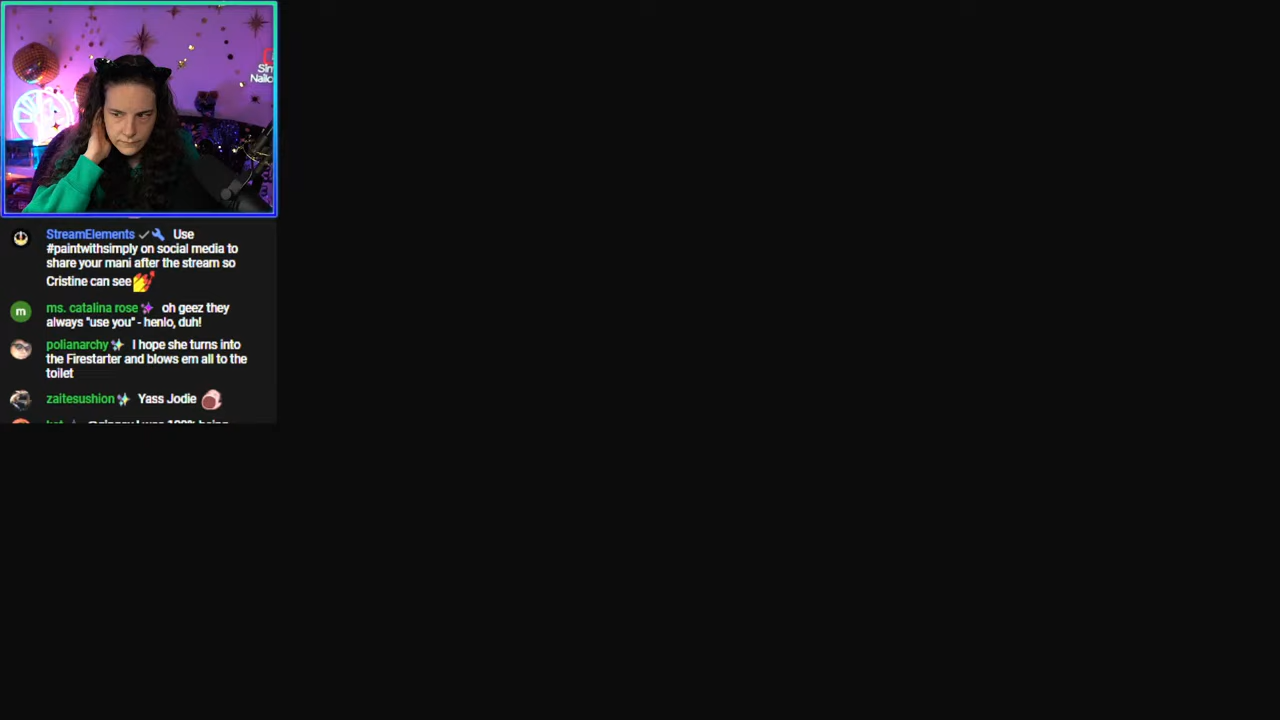 StreamElements Use
#paintwithsimply on social media to
share your mani after the stream so
Cristine can see
m
ms. catalina rose oh geez they
always "use you" - henlo, duh!
polianarchy I hope she turns into
the Firestarter and blows em all to the
toilet
zaitesushion Yass Jodie